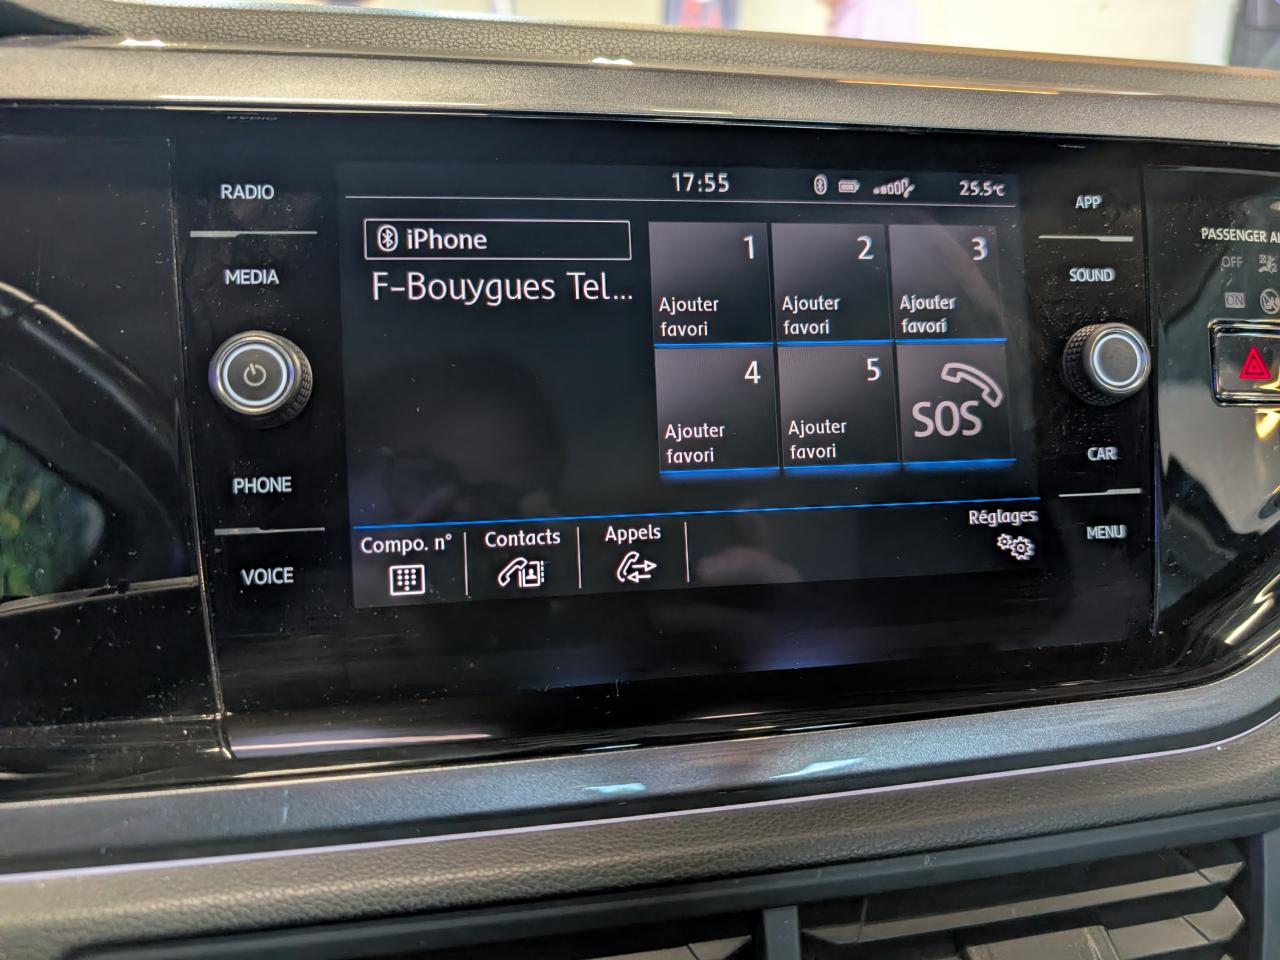 RADIO
MEDIA
PHONE
VOICE
17:55
25.5°C
iPhone
F-Bouygues Tel...
1
Ajouter
favori
2
Ajouter
favori
3
Ajouter
favori
4
Ajouter
favori
5
Ajouter
favori
SOS
Compo. n°
Contacts
Appels
Réglages
APP
SOUND
CAR
MENU
PASSENGER
OFF
ON